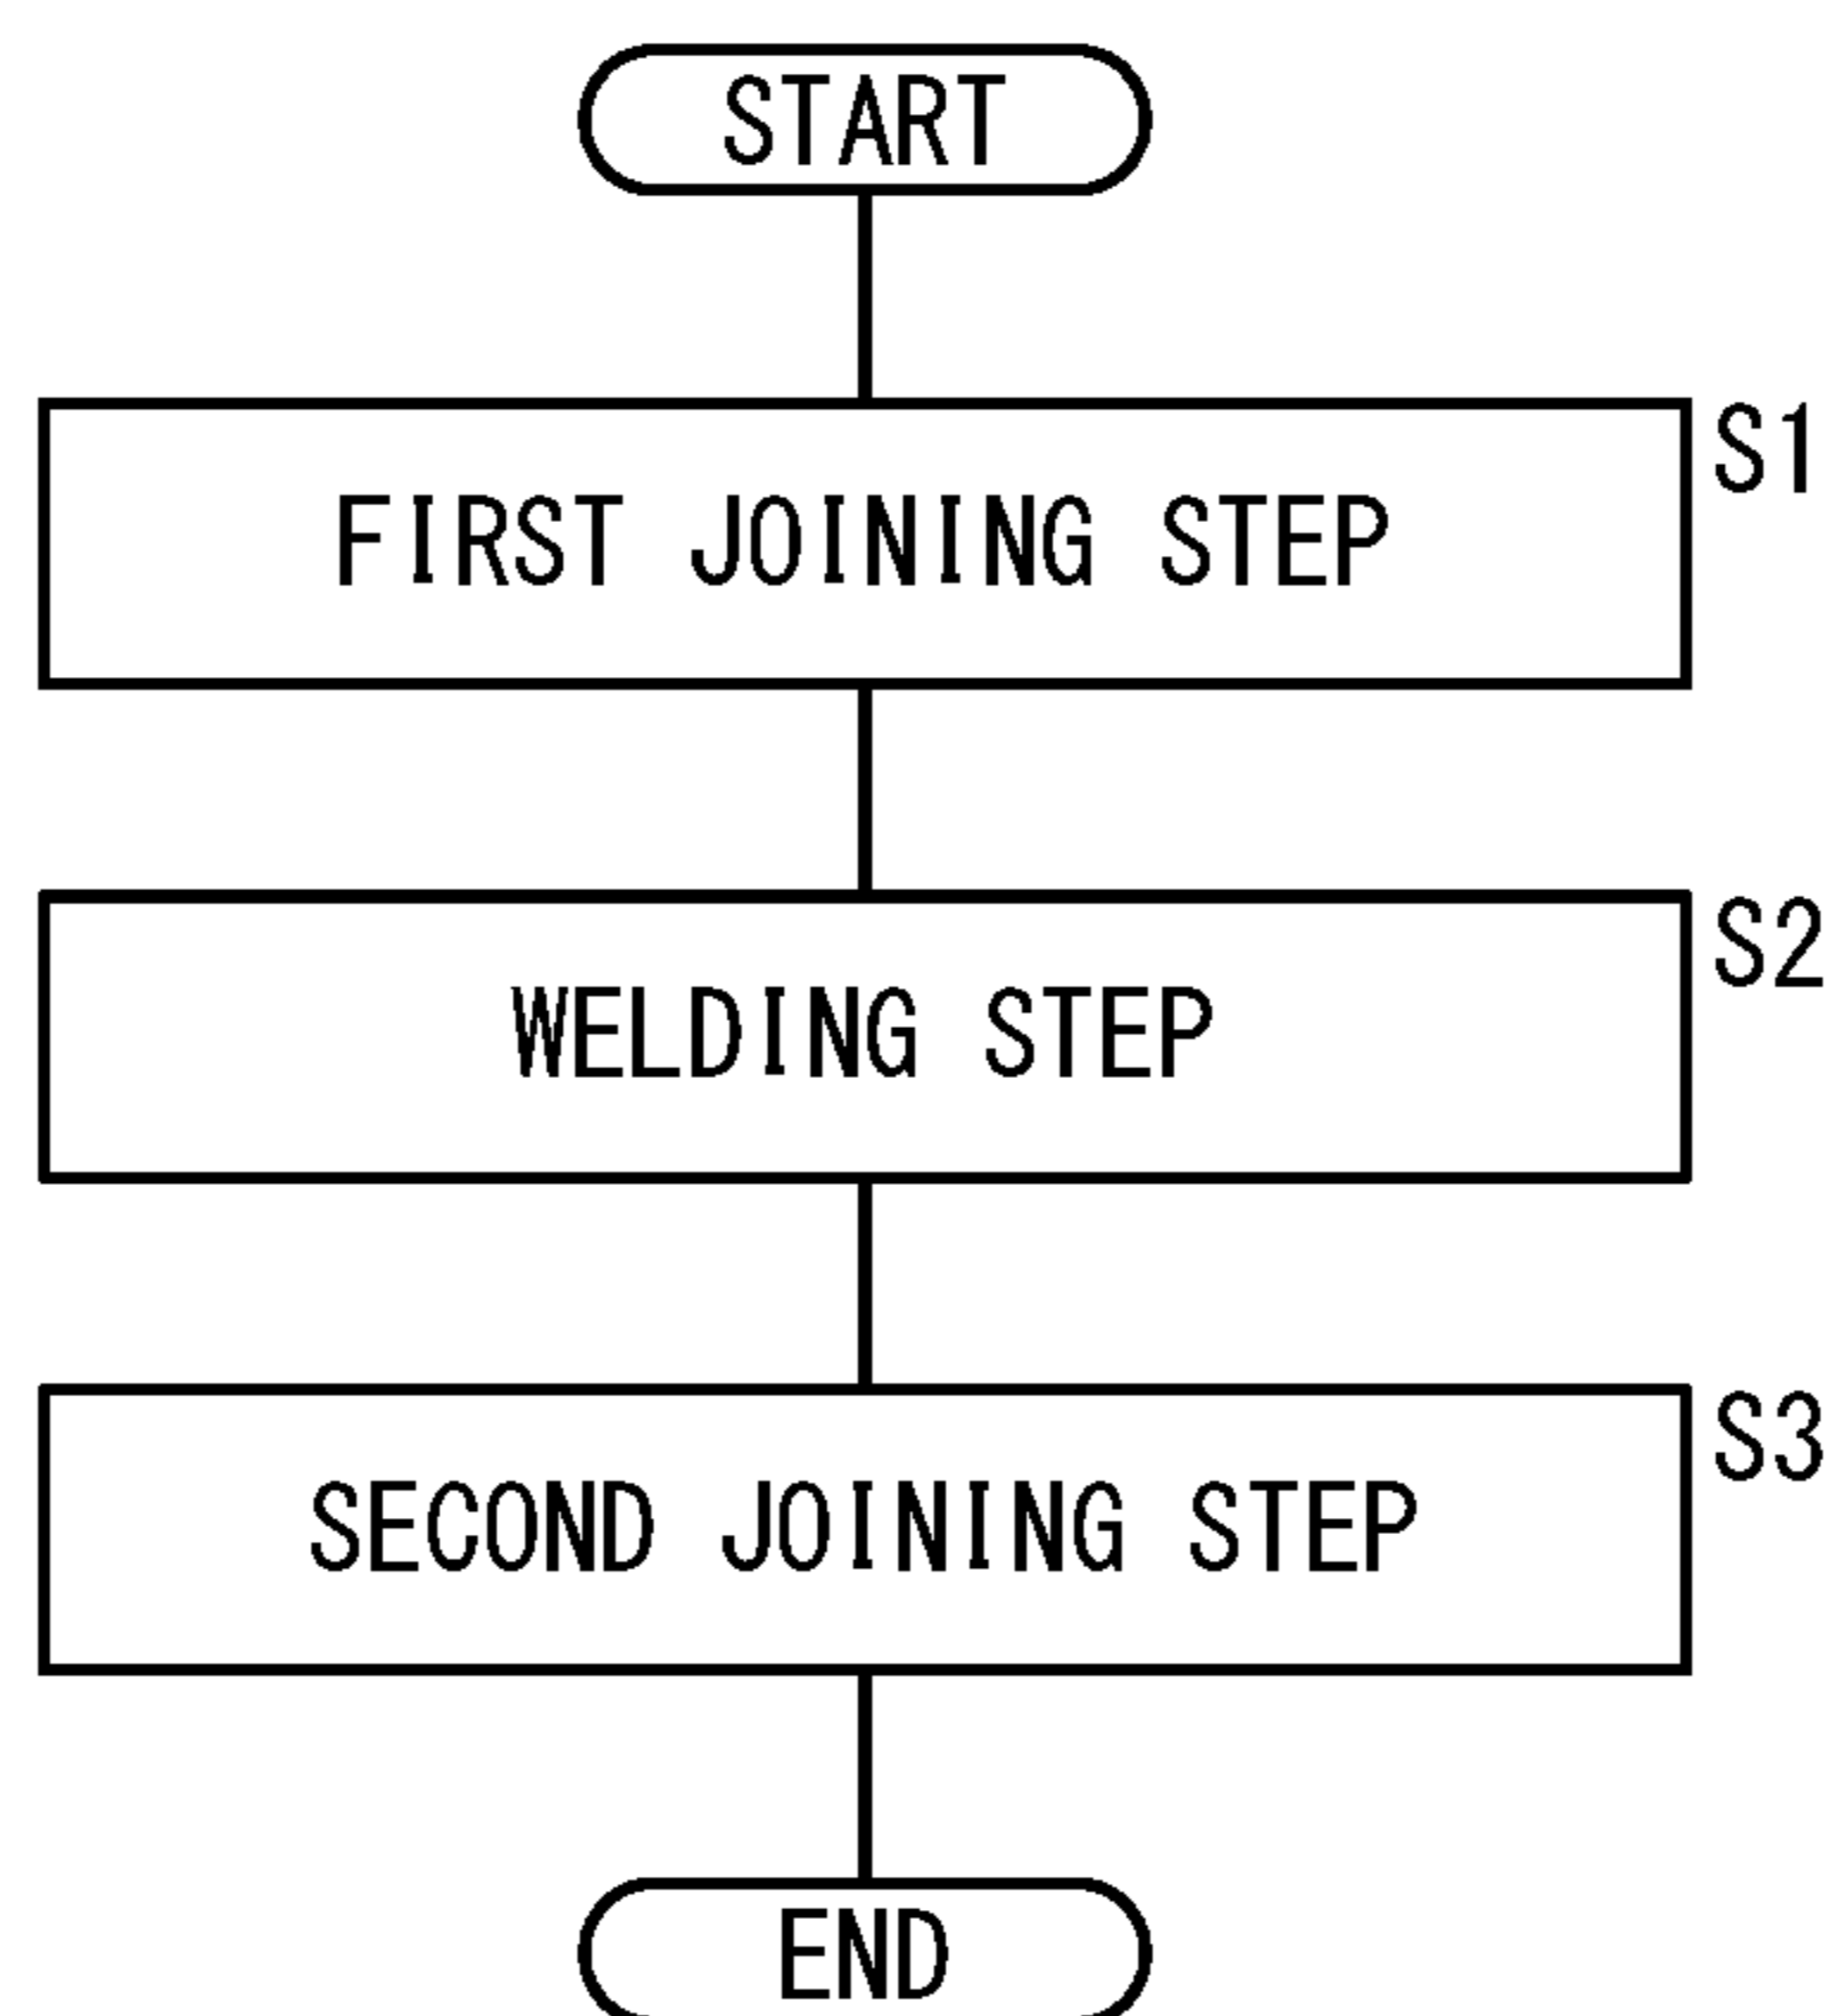 START
S1
FIRST JOINING STEP
S2
WELDING STEP
S3
SECOND JOINING STEP
END